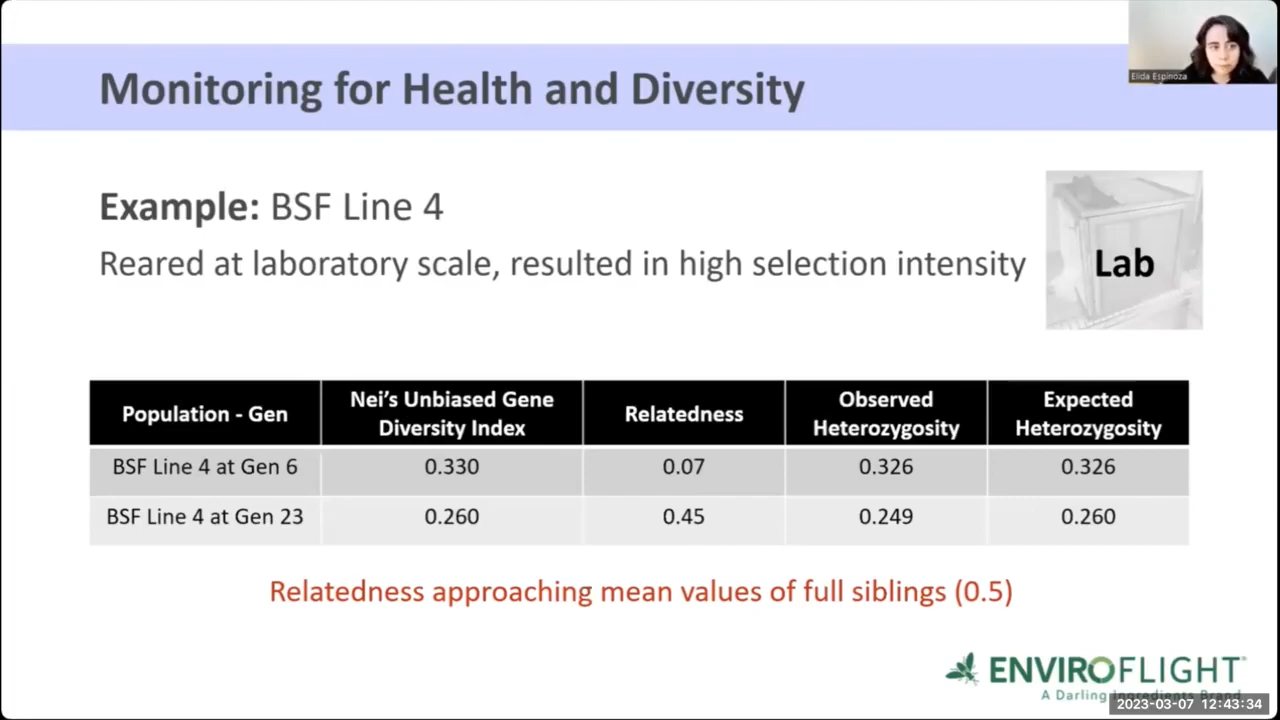 Elida Espinoza
Monitoring for Health and Diversity
Example: BSF Line 4
Reared at laboratory scale, resulted in high selection intensity
Lab
Population - Gen
Nei's Unbiased Gene
Diversity Index
Relatedness
Observed
Heterozygosity
Expected
Heterozygosity
BSF Line 4 at Gen 6 0.330 0.07 0.326 0.326
BSF Line 4 at Gen 23 0.260 0.45 0.249 0.260
Relatedness approaching mean values of full siblings (0.5)
ENVIROFLIGHT
A Darling Ingredients Brand
2023-03-07 12:43:34